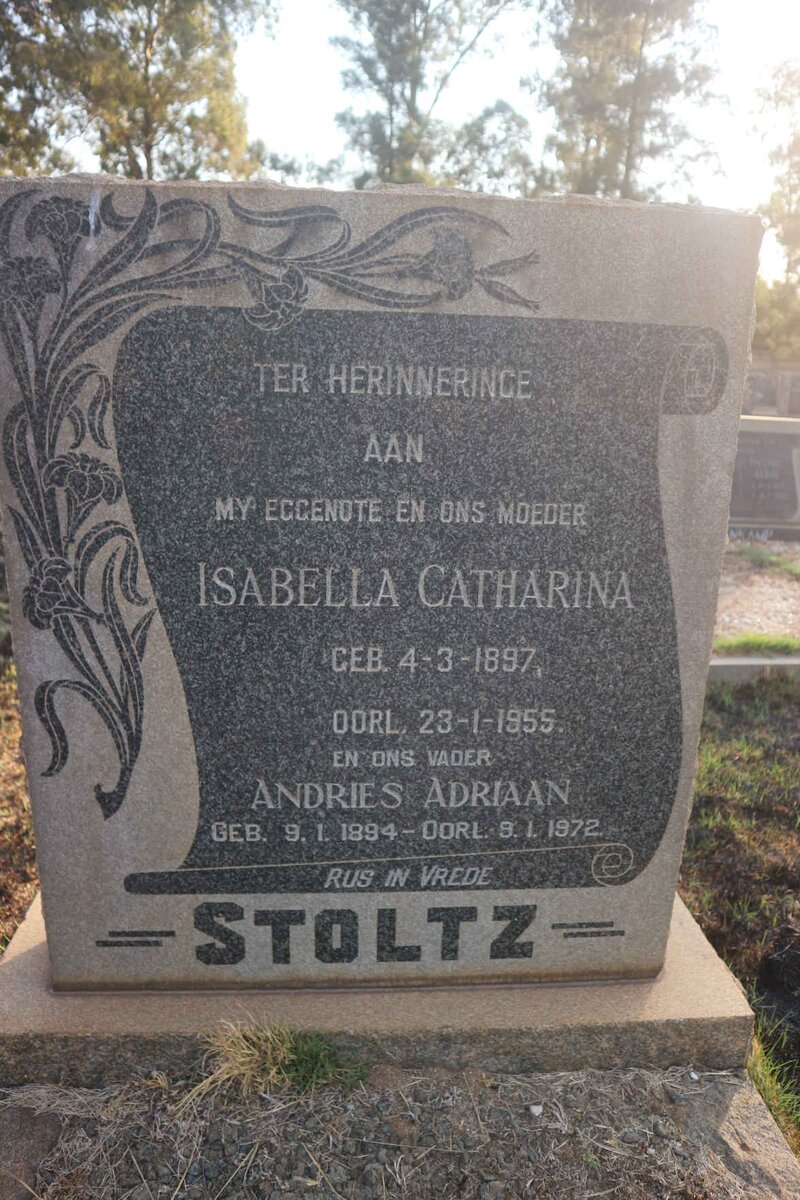 TER HERINNERINGE
AAN
MY EGGENOTE EN ONS MOEDER
ISABELLA CATHARINA
GEB. 4-3-1897,
OORL. 23-1-1955.
EN ONS VADER
ANDRIES ADRIAAN
GEB. 9.1.1894 – OORL. 9.1.1972.
RUS IN VREDE
STOLTZ